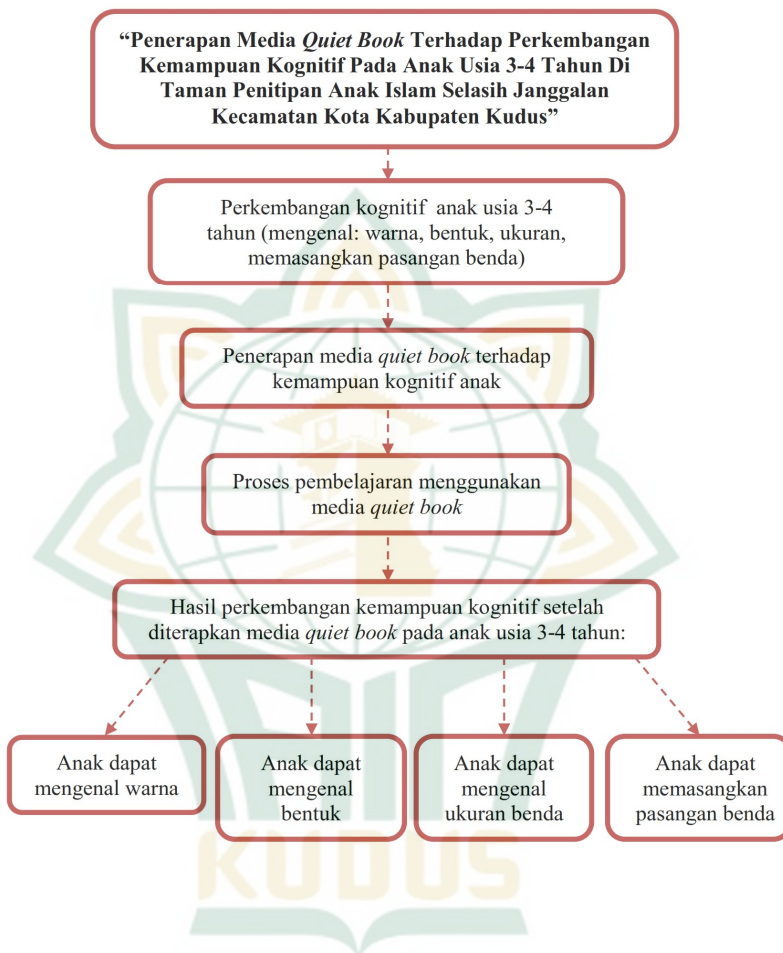 “Penerapan Media Quiet Book Terhadap Perkembangan
Kemampuan Kognitif Pada Anak Usia 3-4 Tahun Di
Taman Penitipan Anak Islam Selasih Janggalan
Kecamatan Kota Kabupaten Kudus”
Perkembangan kognitif anak usia 3-4
tahun (mengenal: warna, bentuk, ukuran,
memasangkan pasangan benda)
Penerapan media quiet book terhadap
kemampuan kognitif anak
Proses pembelajaran menggunakan
media quiet book
Hasil perkembangan kemampuan kognitif setelah
diterapkan media quiet book pada anak usia 3-4 tahun:
Anak dapat
mengenal warna
Anak dapat
mengenal
bentuk
Anak dapat
mengenal
ukuran benda
Anak dapat
memasangkan
pasangan benda
KUDUS